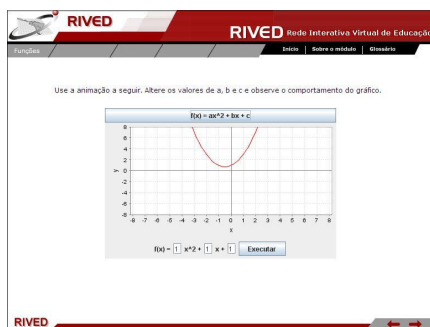 RIVED
RIVED Rede Interativa Virtual de Educação
Funções
Início | Sobre o módulo | Glossário
Use a animação a seguir. Altere os valores de a, b e c e observe o comportamento do gráfico.
f(x) = ax^2 + bx + c
8
6
4
2
0
-2
-4
-6
-8
y
-8 -7 -6 -5 -4 -3 -2 -1 0 1 2 3 4 5 6 7 8
x
f(x) = 1 x^2 + 1 x + 1 Executar
RIVED